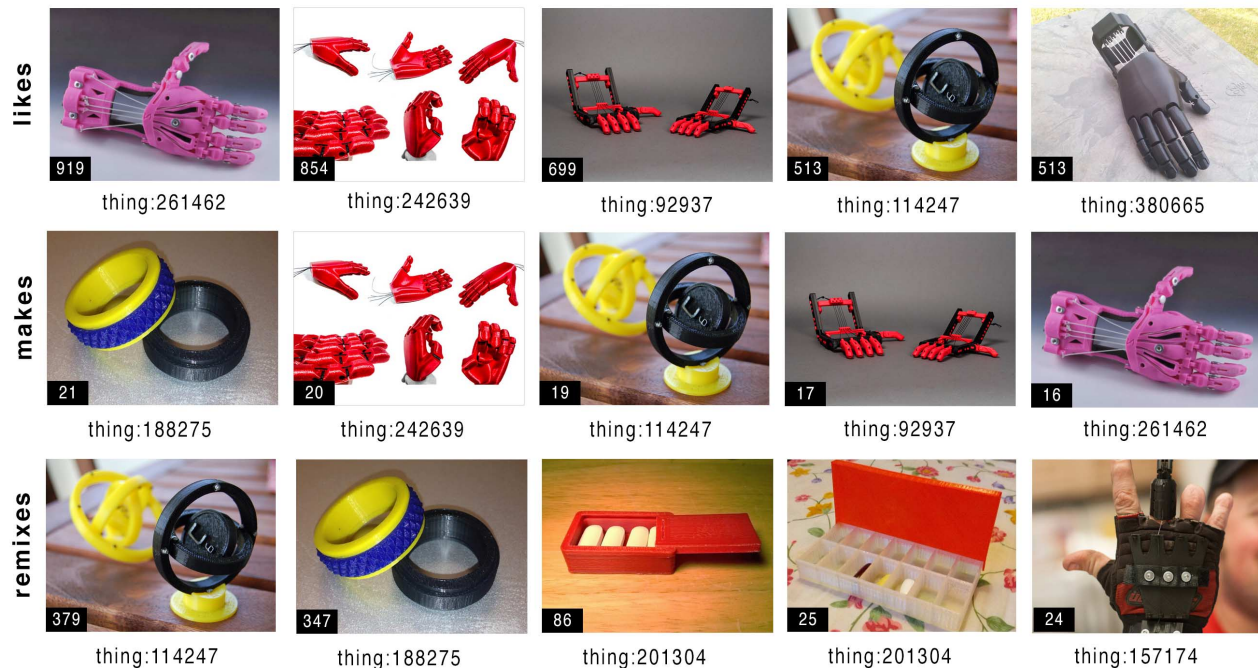 likes
919
854
699
513
513
thing:261462
thing:242639
thing:92937
thing:114247
thing:380665
makes
21
20
19
17
16
thing:188275
thing:242639
thing:114247
thing:92937
thing:261462
remixes
379
347
86
25
24
thing:114247
thing:188275
thing:201304
thing:201304
thing:157174